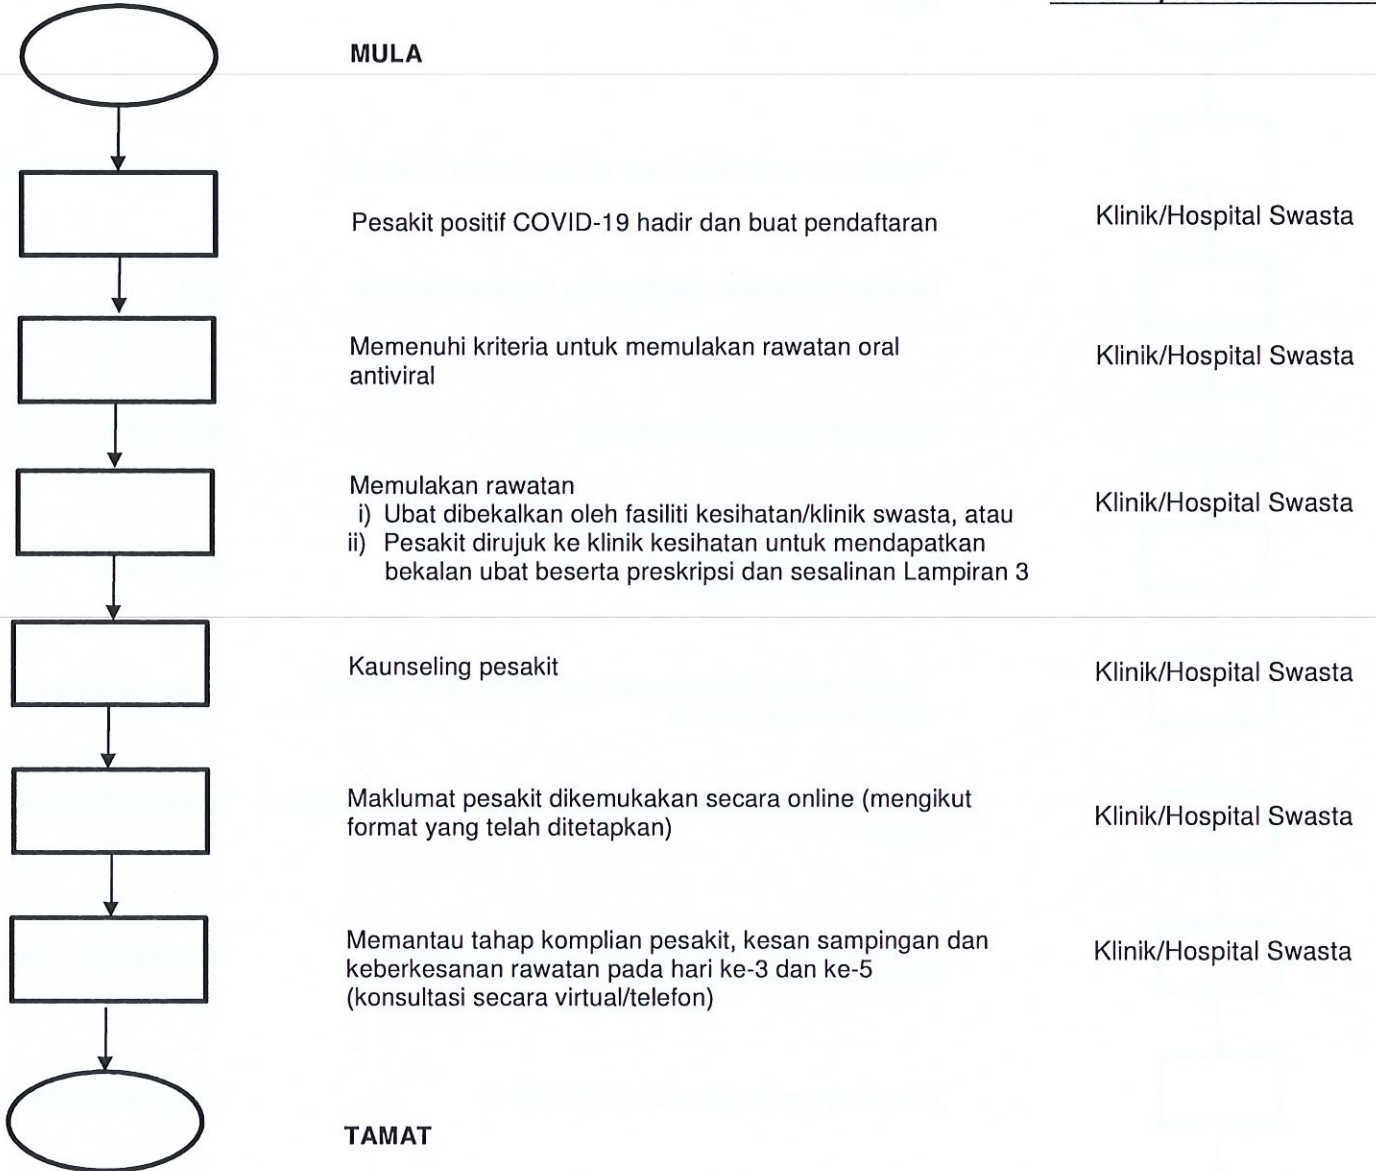 MULA
Pesakit positif COVID-19 hadir dan buat pendaftaran
Klinik/Hospital Swasta
Memenuhi kriteria untuk memulakan rawatan oral
antiviral
Klinik/Hospital Swasta
Memulakan rawatan
i) Ubat dibekalkan oleh fasiliti kesihatan/klinik swasta, atau
ii) Pesakit dirujuk ke klinik kesihatan untuk mendapatkan
bekalan ubat beserta preskripsi dan sesalinan Lampiran 3
Klinik/Hospital Swasta
Kaunseling pesakit
Klinik/Hospital Swasta
Maklumat pesakit dikemukakan secara online (mengikut
format yang telah ditetapkan)
Klinik/Hospital Swasta
Memantau tahap komplian pesakit, kesan sampingan dan
keberkesanan rawatan pada hari ke-3 dan ke-5
(konsultasi secara virtual/telefon)
Klinik/Hospital Swasta
TAMAT